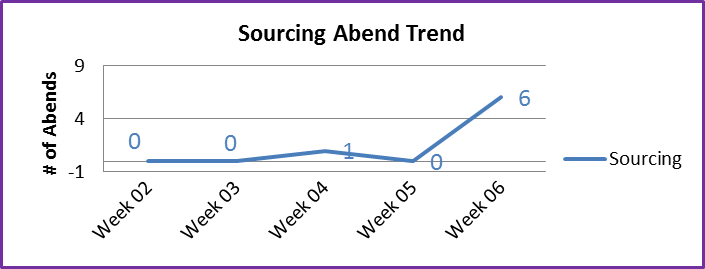 Sourcing Abend Trend
# of Abends
9
4
-1
0
0
1
0
6
Week 02
Week 03
Week 04
Week 05
Week 06
Sourcing